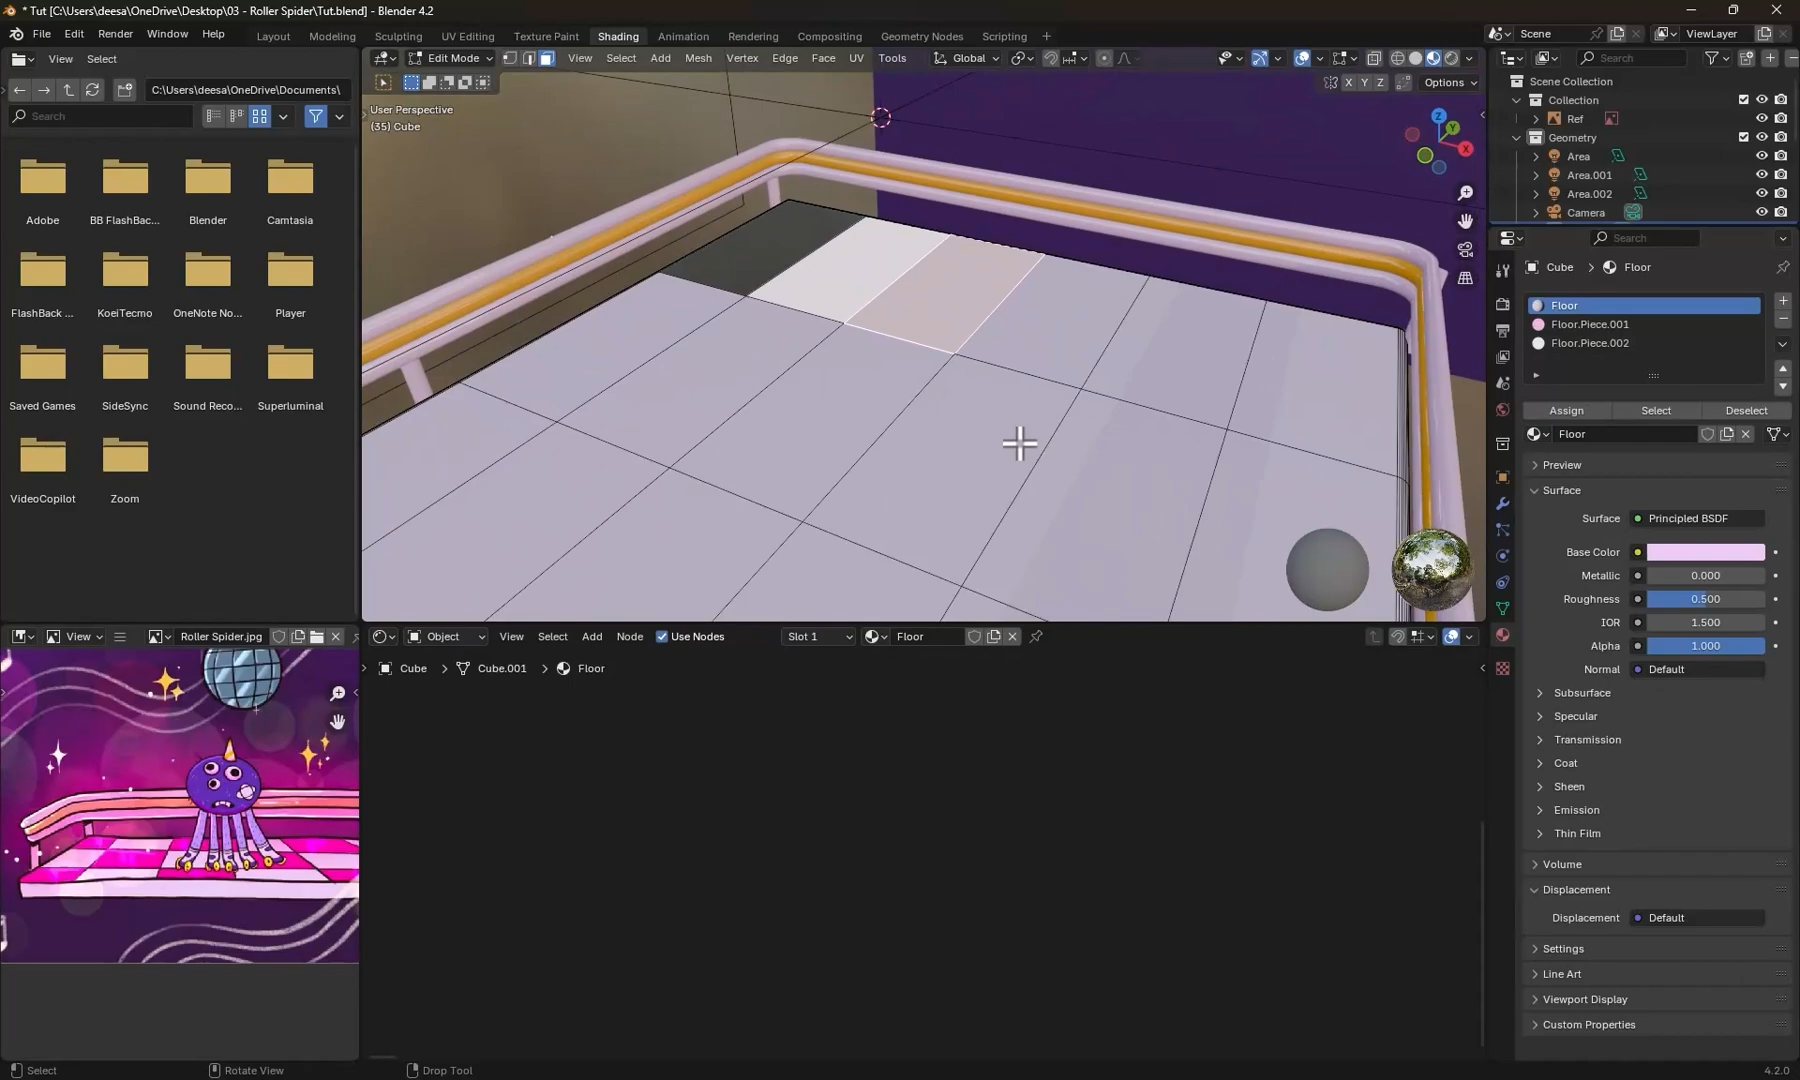 * Tut [C:\Users\deesa\OneDrive\Desktop\03 - Roller Spider\Tut.blend] - Blender 4.2
File Edit Render Window Help Layout Modeling Sculpting UV Editing Texture Paint Shading Animation Rendering Compositing Geometry Nodes Scripting + Scene ViewLayer
View Select
Edit Mode View Select Add Mesh Vertex Edge Face UV Tools Global
Search
C:\Users\deesa\OneDrive\Documents\
Search
X Y Z Options
User Perspective
(35) Cube
Z
Y
X
Scene Collection
Collection
Ref
Geometry
Area
Area.001
Area.002
Camera
Adobe BB FlashBac... Blender Camtasia
FlashBack ... KoeiTecmo OneNote No... Player
Saved Games SideSync Sound Reco... Superluminal
VideoCopilot Zoom
Search
Cube Floor
Floor
Floor.Piece.001
Floor.Piece.002
Assign Select Deselect
Floor
Preview
Surface
Surface Principled BSDF
Base Color
Metallic 0.000
Roughness 0.500
IOR 1.500
Alpha 1.000
Normal Default
Subsurface
Specular
Transmission
Coat
Sheen
Emission
Thin Film
Volume
Displacement
Displacement Default
Settings
Line Art
Viewport Display
Custom Properties
View Roller Spider.jpg
Object View Select Add Node Use Nodes Slot 1 Floor
Cube Cube.001 Floor
Select Rotate View Drop Tool 4.2.0